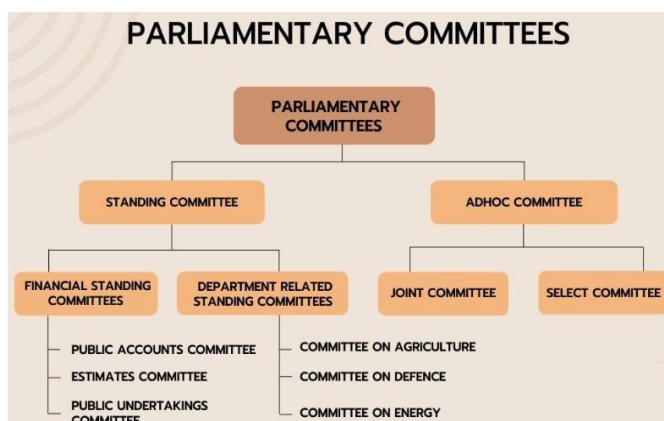 PARLIAMENTARY COMMITTEES
PARLIAMENTARY
COMMITTEES
STANDING COMMITTEE
ADHOC COMMITTEE
FINANCIAL STANDING
COMMITTEES
DEPARTMENT RELATED
STANDING COMMITTEES
JOINT COMMITTEE
SELECT COMMITTEE
PUBLIC ACCOUNTS COMMITTEE
ESTIMATES COMMITTEE
PUBLIC UNDERTAKINGS
COMMITTEE
COMMITTEE ON AGRICULTURE
COMMITTEE ON DEFENCE
COMMITTEE ON ENERGY